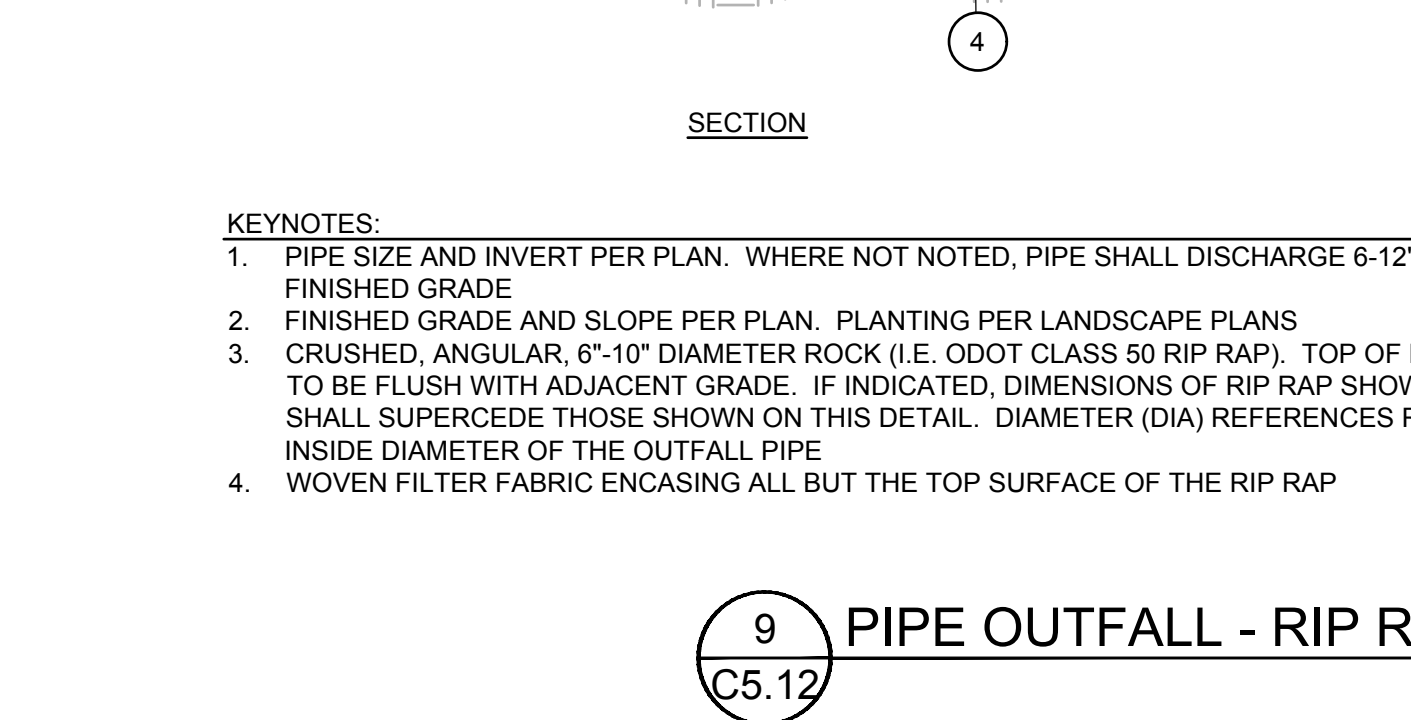 4
SECTION
KEYNOTES:
1. PIPE SIZE AND INVERT PER PLAN. WHERE NOT NOTED, PIPE SHALL DISCHARGE 6-12"
FINISHED GRADE
2. FINISHED GRADE AND SLOPE PER PLAN. PLANTING PER LANDSCAPE PLANS
3. CRUSHED, ANGULAR, 6"-10" DIAMETER ROCK (I.E. ODOT CLASS 50 RIP RAP). TOP OF
TO BE FLUSH WITH ADJACENT GRADE. IF INDICATED, DIMENSIONS OF RIP RAP
SHALL SUPERCEDE THOSE SHOWN ON THIS DETAIL. DIAMETER (DIA) REFERENCES
INSIDE DIAMETER OF THE OUTFALL PIPE
4. WOVEN FILTER FABRIC ENCASING ALL BUT THE TOP SURFACE OF THE RIP RAP
9 PIPE OUTFALL - RIP
C5.12